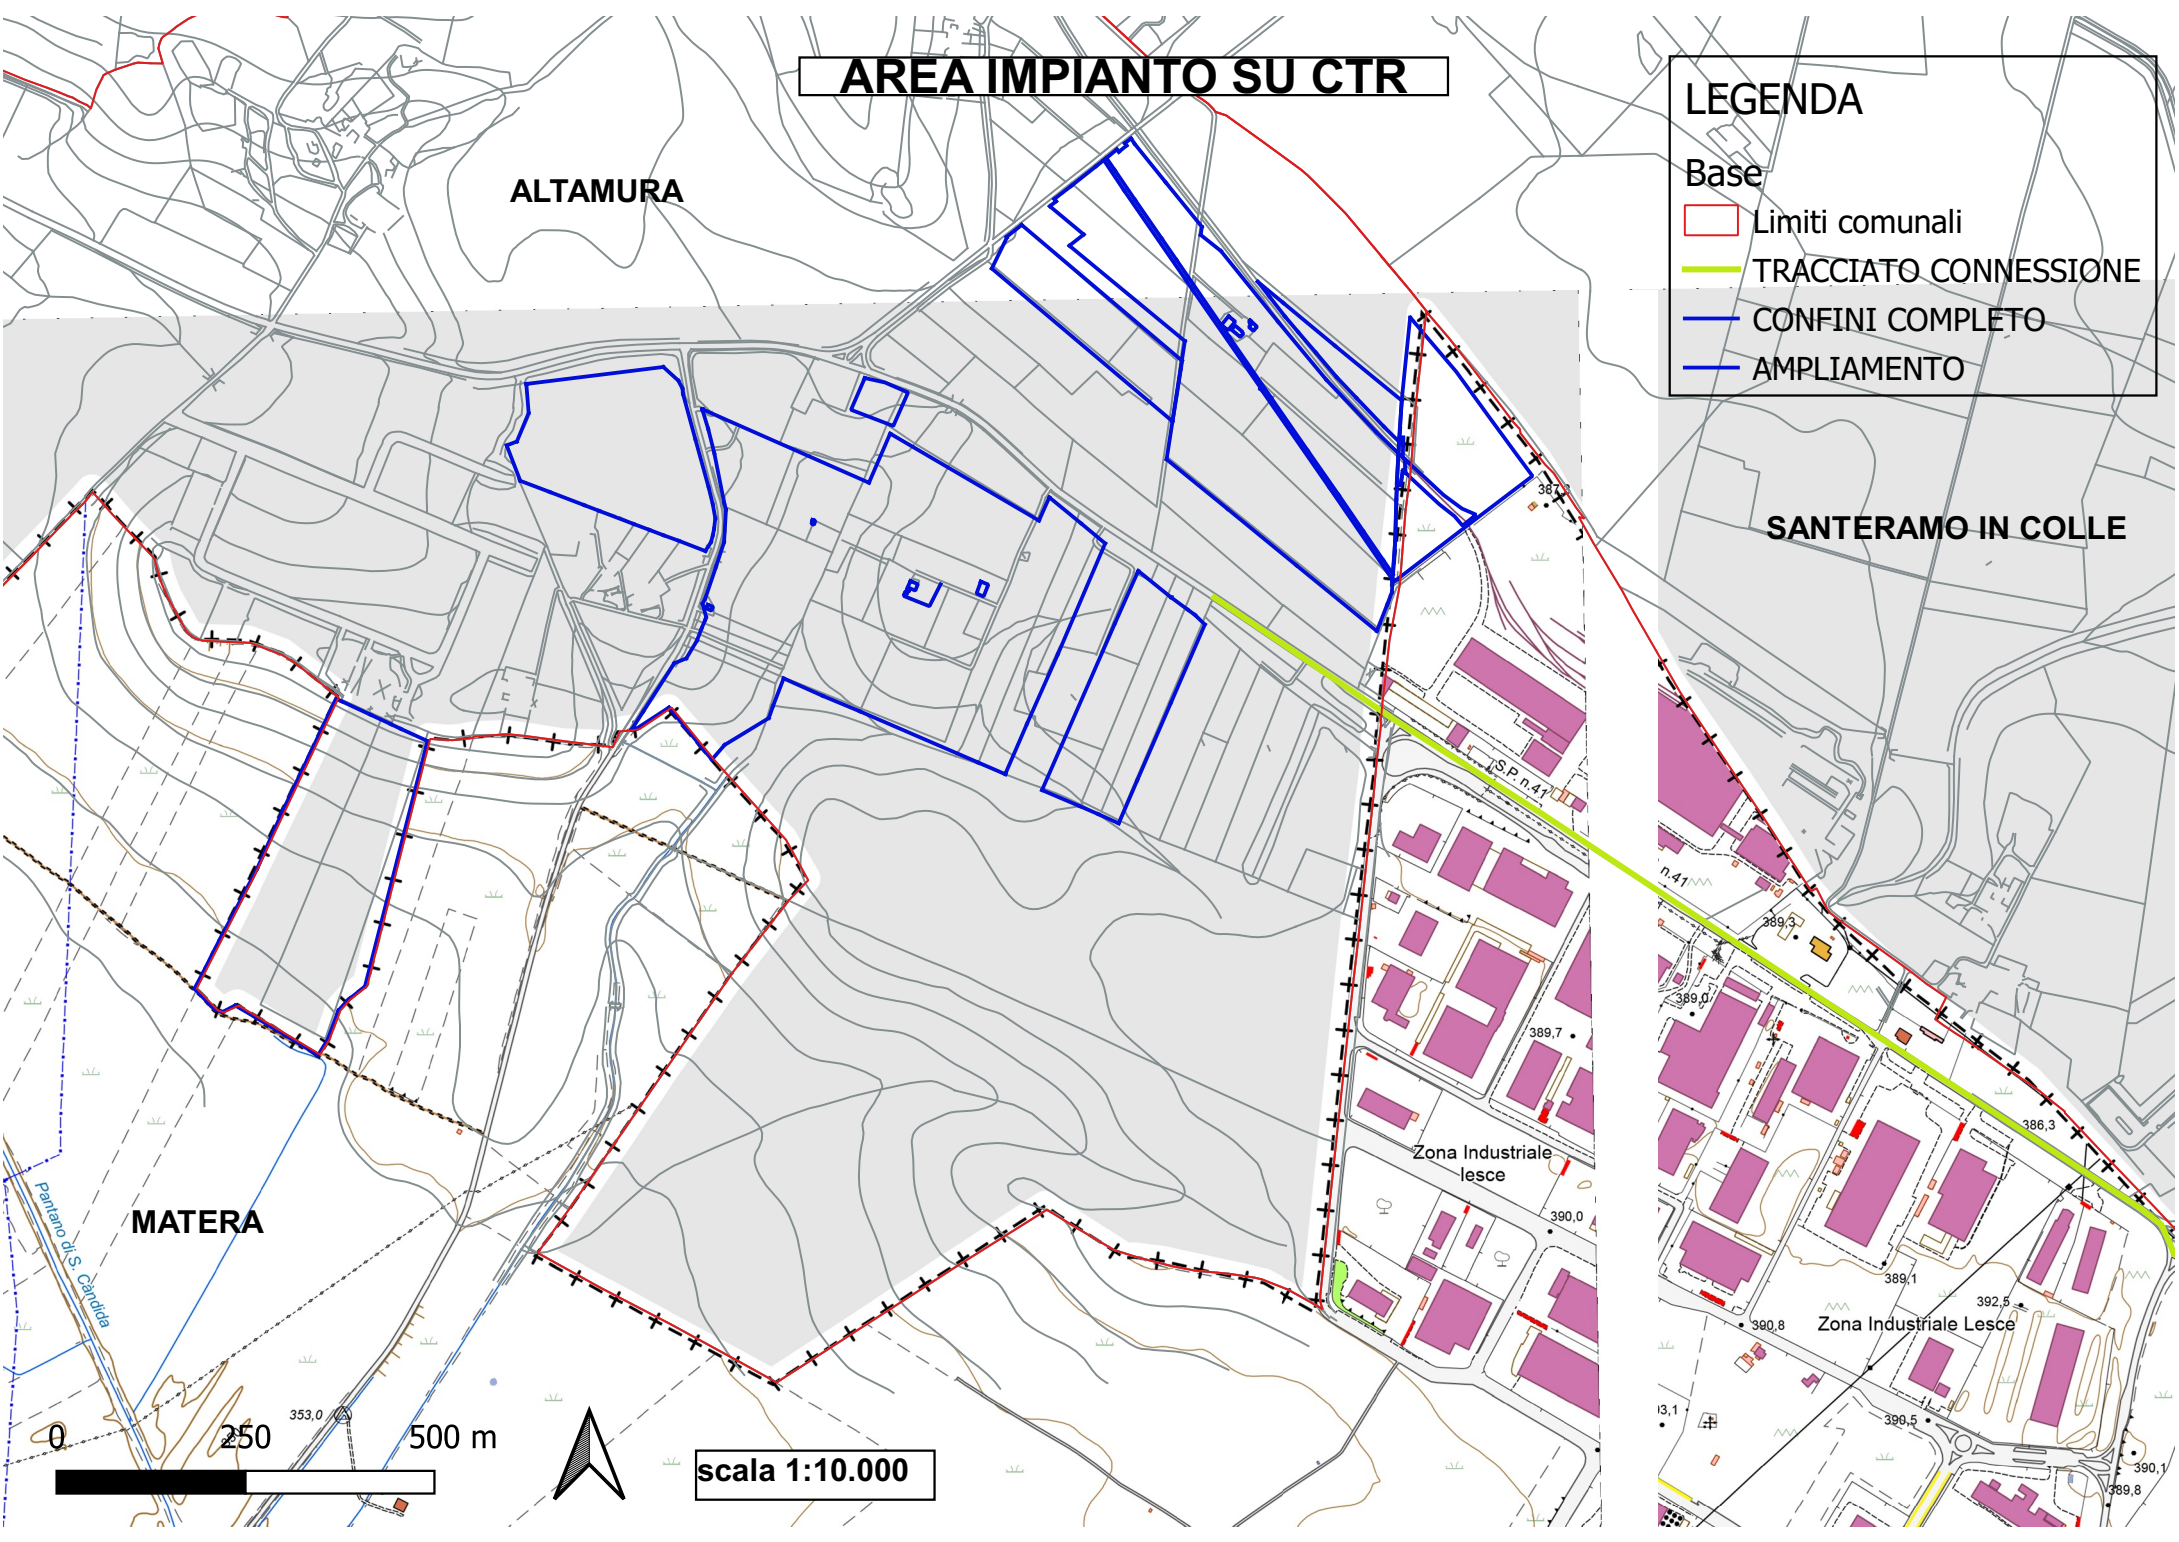 AREA IMPIANTO SU CTR
LEGENDA
Base
Limiti comunali
TRACCIATO CONNESSIONE
CONFINI COMPLETO
AMPLIAMENTO
ALTAMURA
SANTERAMO IN COLLE
S.P. n.41
n.41
389,3
389,0
389,7
386,3
Zona Industriale
Iesce
390,0
389,1
392,5
390,8
Zona Industriale Lesce
MATERA
Pantano di S. Càndida
353,0
390,5
390,1
389,8
0 250 500 m
scala 1:10.000